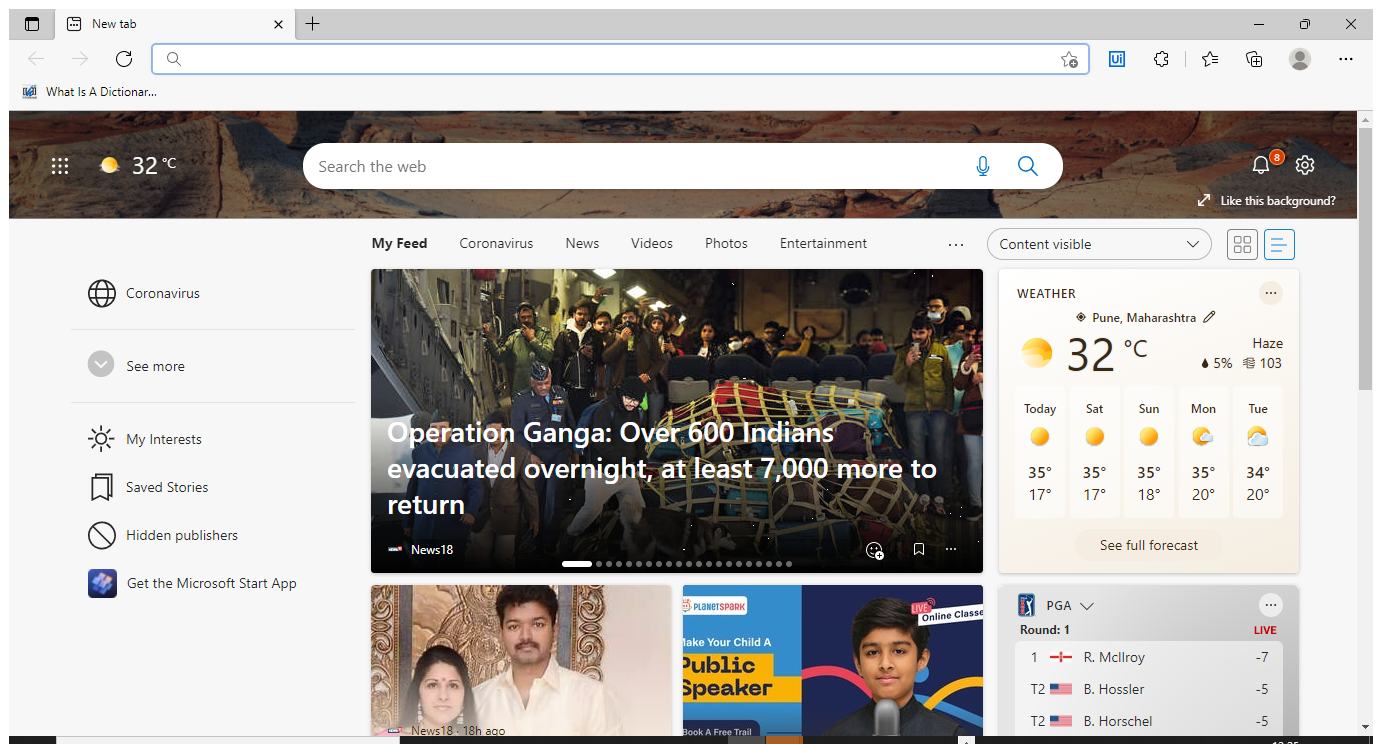 New tab
Ui
What Is A Dictionar...
32 °C
Search the web
8
Like this background?
My Feed
Coronavirus
News
Videos
Photos
Entertainment
...
Content visible
Coronavirus
See more
My Interests
Saved Stories
Hidden publishers
Get the Microsoft Start App
Operation Ganga: Over 600 Indians
evacuated overnight, at least 7,000 more to
return
News18
WEATHER
Pune, Maharashtra
32 °C
Haze
5% 103
Today Sat Sun Mon Tue
35° 35° 35° 35° 34°
17° 17° 18° 20° 20°
See full forecast
News18 · 18h ago
PLANETSPARK
Make Your Child A
Public
Speaker
Book A Free Trail
LIVE
Online Classe
PGA
Round: 1 LIVE
1 R. McIlroy -7
T2 B. Hossler -5
T2 B. Horschel -5